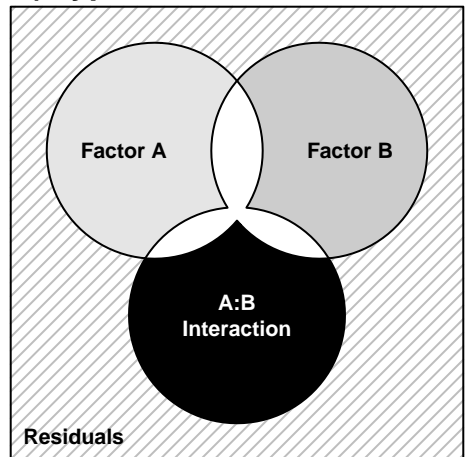 Factor A
Factor B
A:B
Interaction
Residuals